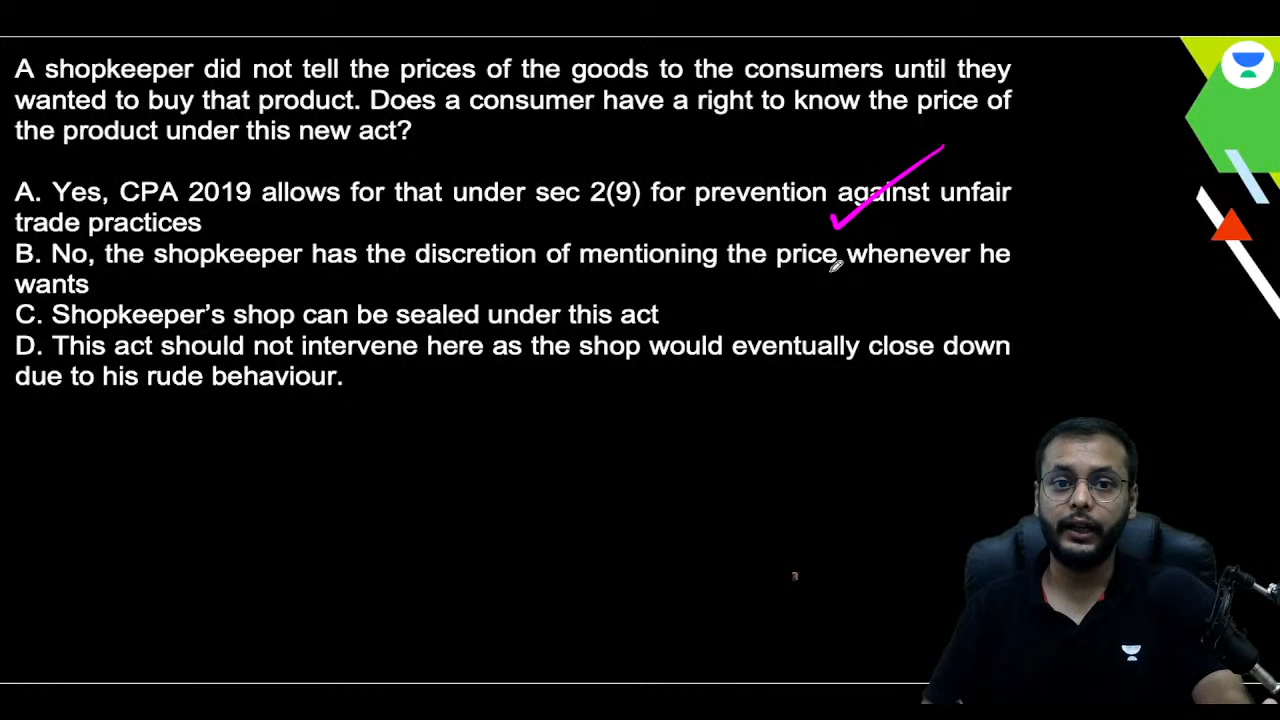 A shopkeeper did not tell the prices of the goods to the consumers until they
wanted to buy that product. Does a consumer have a right to know the price of
the product under this new act?
A. Yes, CPA 2019 allows for that under sec 2(9) for prevention against unfair
trade practices
B. No, the shopkeeper has the discretion of mentioning the price whenever he
wants
C. Shopkeeper’s shop can be sealed under this act
D. This act should not intervene here as the shop would eventually close down
due to his rude behaviour.